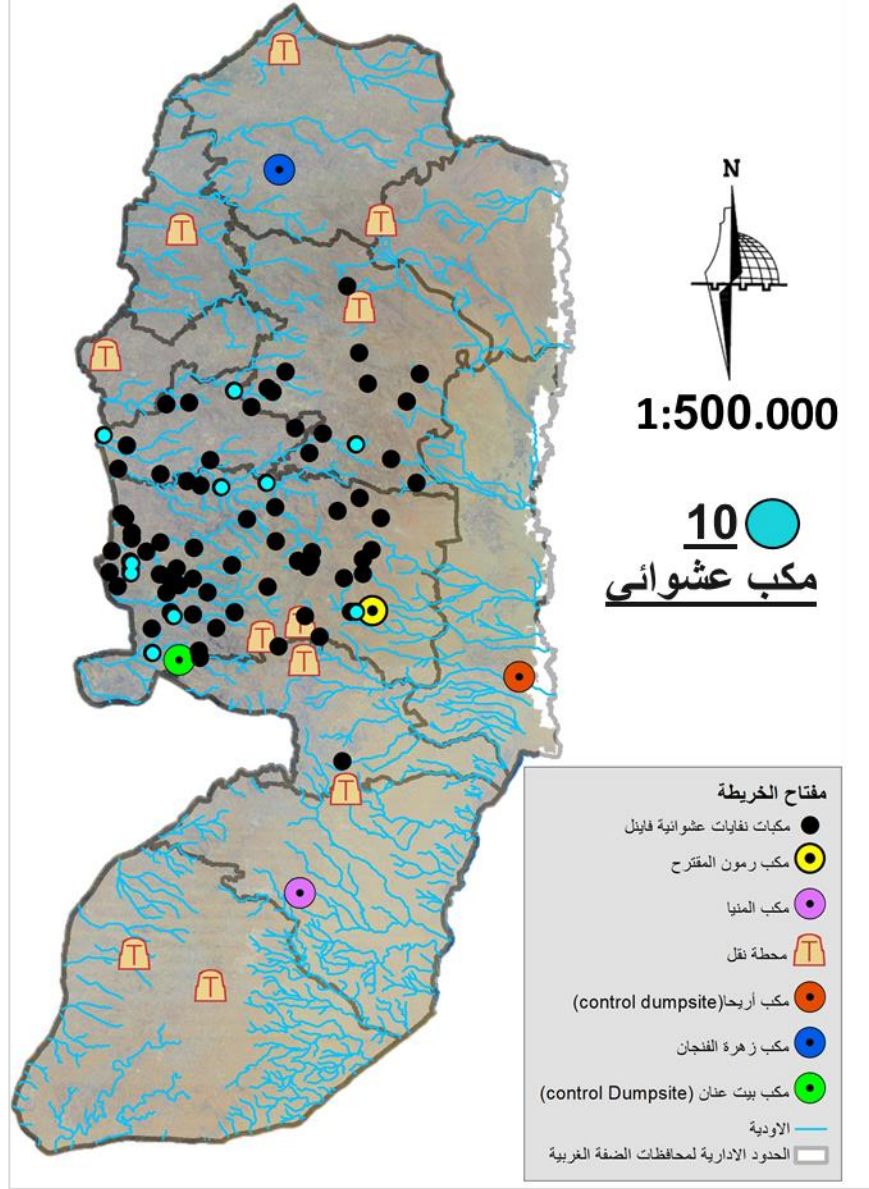 N
1:500.000
10
مكب عشوائي
مفتاح الخريطة
مكبات نفايات عشوائية فاينل
مكب رمون المقترح
مكب المنيا
T محطة نقل
مكب أريحا(control dumpsite)
مكب زهرة الفنجان
مكب بيت عنان (control Dumpsite)
الاودية
الحدود الادارية لمحافظات الضفة الغربية